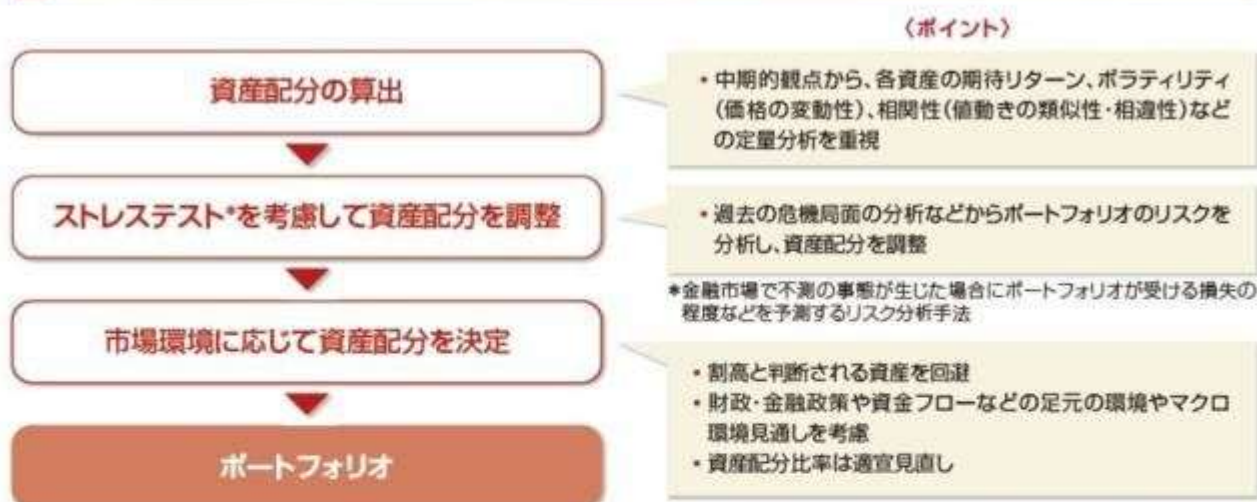 〈ポイント〉
資産配分の算出
・中期的観点から、各資産の期待リターン、ボラティリティ
(価格の変動性)、相関性(値動きの類似性・相違性)など
の定量分析を重視
ストレステスト*を考慮して資産配分を調整
・過去の危機局面の分析などからポートフォリオのリスクを
分析し、資産配分を調整
*金融市場で不測の事態が生じた場合にポートフォリオが受ける損失の
程度などを予測するリスク分析手法
市場環境に応じて資産配分を決定
・割高と判断される資産を回避
・財政・金融政策や資金フローなどの足元の環境やマクロ
環境見通しを考慮
・資産配分比率は適宜見直し
ポートフォリオ